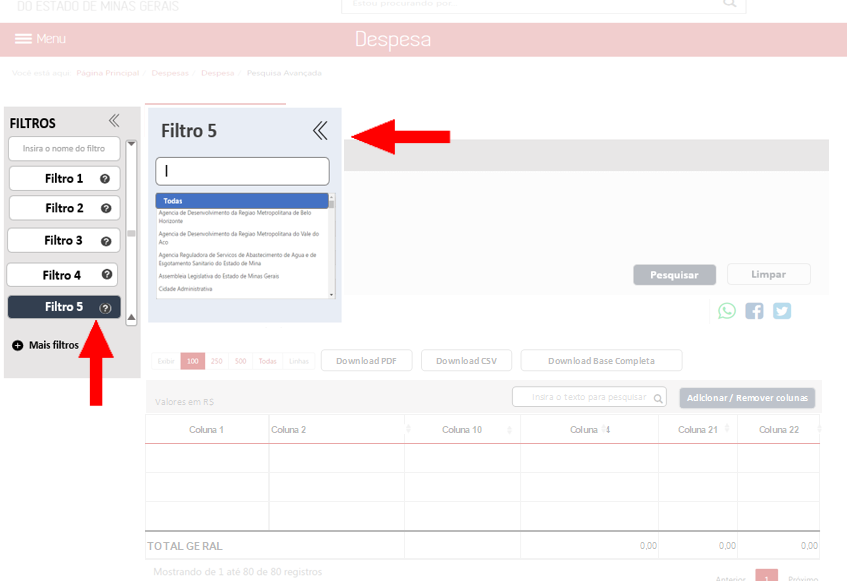 DO ESTADO DE MINAS GERAIS
Estou procurando por...
Menu
Despesa
Você está aqui: Página Principal / Despesas / Despesa / Pesquisa Avançada
FILTROS
Insira o nome do filtro
Filtro 1
Filtro 2
Filtro 3
Filtro 4
Filtro 5
Mais filtros
Filtro 5
Todas
Agencia de Desenvolvimento da Regiao Metropolitana de Belo
Horizonte
Agencia de Desenvolvimento da Regiao Metropolitana do Vale do
Aco
Agencia Reguladora de Servicos de Abastecimento de Agua e de
Esgotamento Sanitario do Estado de Mina
Assembleia Legislativa do Estado de Minas Gerais
Cidade Administrativa
Pesquisar
Limpar
Exibir 100 250 500 Todos Linhas
Download PDF
Download CSV
Download Base Completa
Valores em R$
Insira o texto para pesquisar
Adicionar / Remover colunas
Coluna 1 Coluna 2 Coluna 10 Coluna 14 Coluna 21 Coluna 22
TOTAL GERAL 0,00 0,00 0,00
Mostrando de 1 até 80 de 80 registros
Anterior 1 Próximo